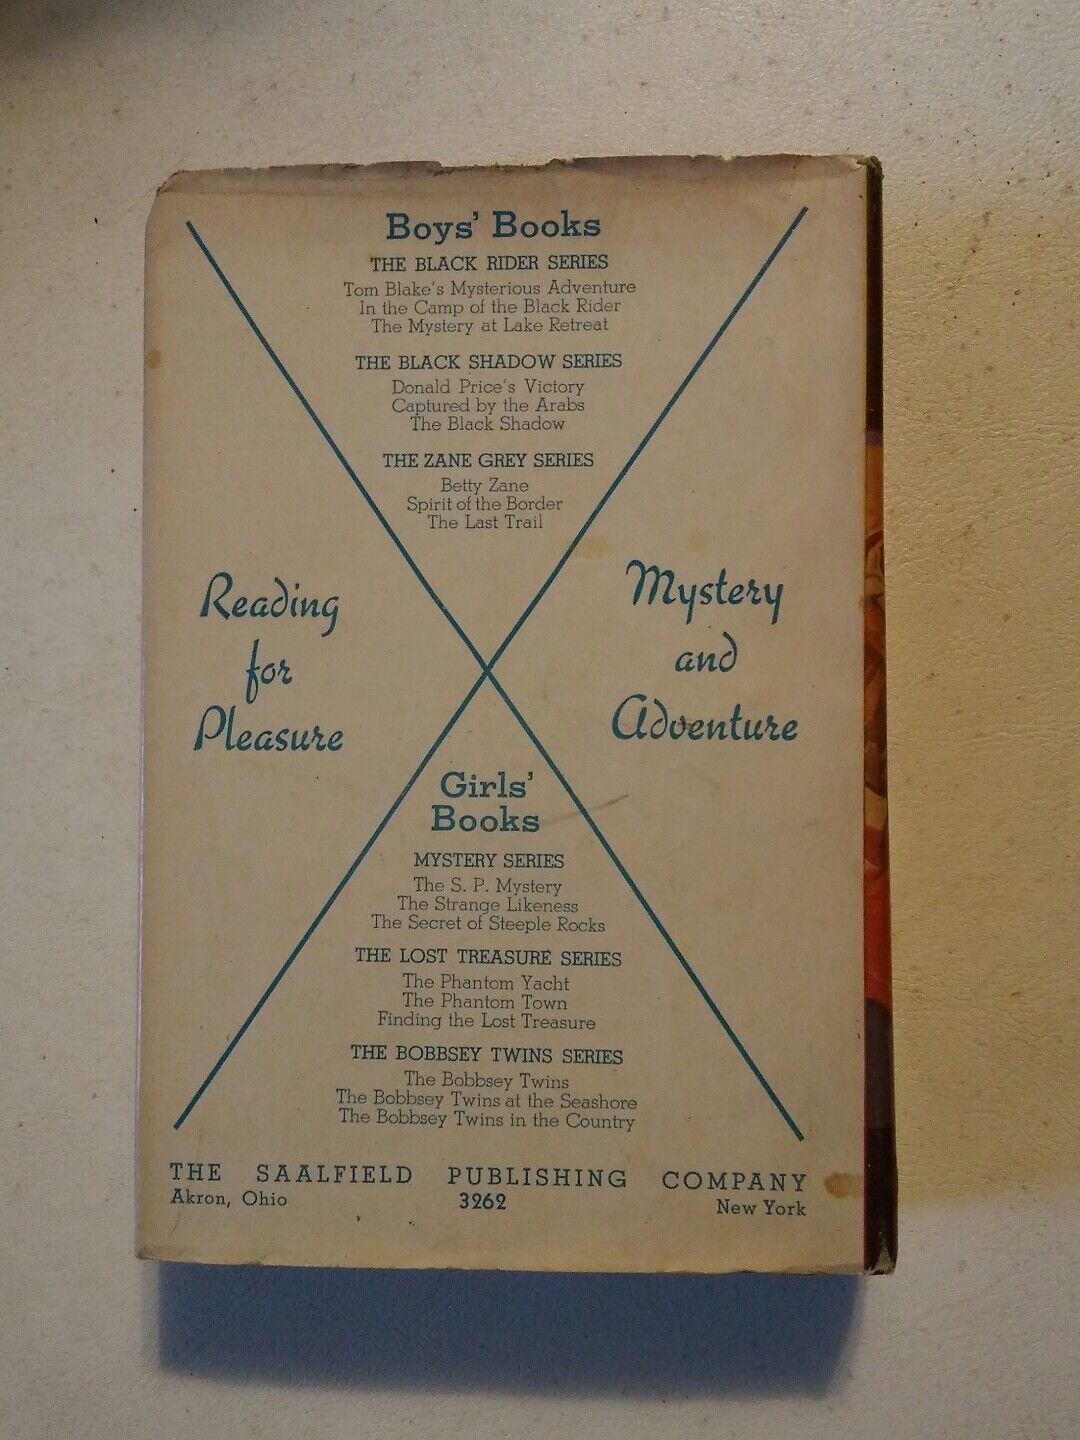 Boys' Books
THE BLACK RIDER SERIES
Tom Blake's Mysterious Adventure
In the Camp of the Black Rider
The Mystery at Lake Retreat
THE BLACK SHADOW SERIES
Donald Price's Victory
Captured by the Arabs
The Black Shadow
THE ZANE GREY SERIES
Betty Zane
Spirit of the Border
The Last Trail
Reading
for
Pleasure
Mystery
and
Adventure
Girls'
Books
MYSTERY SERIES
The S. P. Mystery
The Strange Likeness
The Secret of Steeple Rocks
THE LOST TREASURE SERIES
The Phantom Yacht
The Phantom Town
Finding the Lost Treasure
THE BOBBSEY TWINS SERIES
The Bobbsey Twins
The Bobbsey Twins at the Seashore
The Bobbsey Twins in the Country
THE SAALFIELD PUBLISHING COMPANY
Akron, Ohio 3262 New York